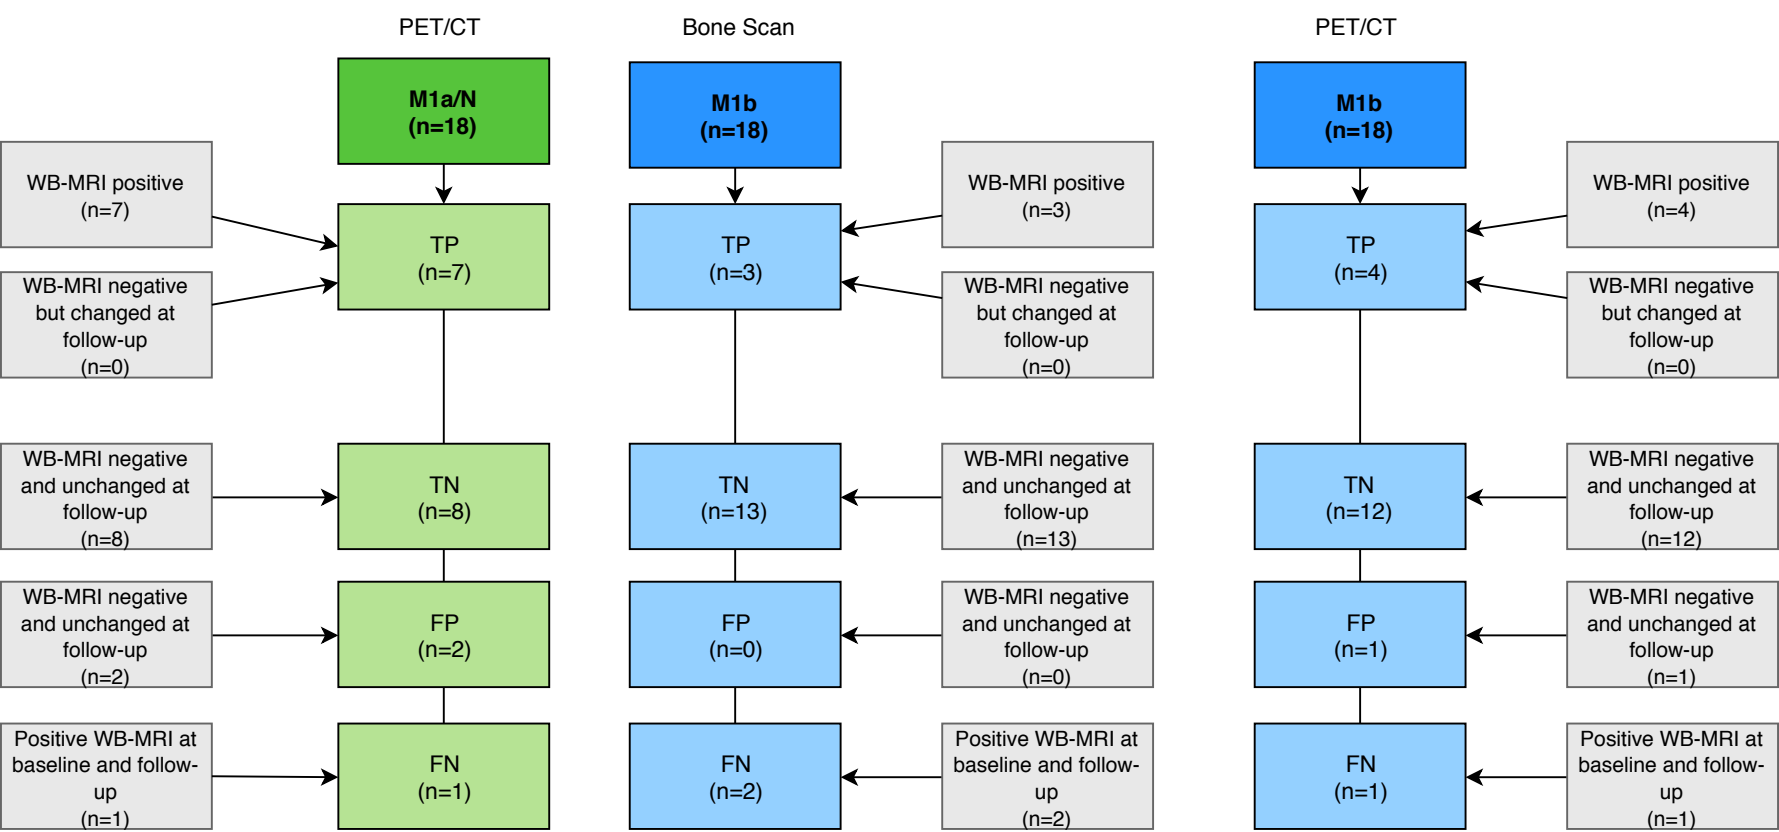 PET/CT
Bone Scan
PET/CT
M1a/N
(n=18)
M1b
(n=18)
M1b
(n=18)
WB-MRI positive
(n=7)
TP
(n=7)
WB-MRI negative
but changed at
follow-up
(n=0)
TP
(n=3)
WB-MRI positive
(n=3)
WB-MRI negative
but changed at
follow-up
(n=0)
TP
(n=4)
WB-MRI positive
(n=4)
WB-MRI negative
but changed at
follow-up
(n=0)
WB-MRI negative
and unchanged at
follow-up
(n=8)
TN
(n=8)
TN
(n=13)
WB-MRI negative
and unchanged at
follow-up
(n=13)
TN
(n=12)
WB-MRI negative
and unchanged at
follow-up
(n=12)
WB-MRI negative
and unchanged at
follow-up
(n=2)
FP
(n=2)
FP
(n=0)
WB-MRI negative
and unchanged at
follow-up
(n=0)
FP
(n=1)
WB-MRI negative
and unchanged at
follow-up
(n=1)
Positive WB-MRI at
baseline and follow-
up
(n=1)
FN
(n=1)
FN
(n=2)
Positive WB-MRI at
baseline and follow-
up
(n=2)
FN
(n=1)
Positive WB-MRI at
baseline and follow-
up
(n=1)